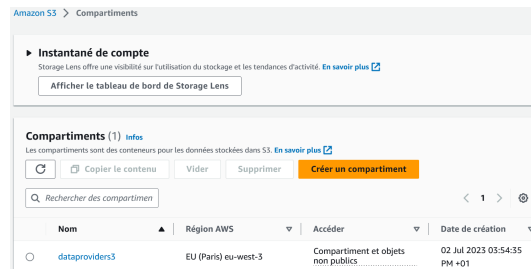 Amazon S3 > Compartiments
Instantané de compte
Storage Lens offre une visibilité sur l'utilisation du stockage et les tendances d'activité. En savoir plus
Afficher le tableau de bord de Storage Lens
Compartiments (1) Infos
Les compartiments sont des conteneurs pour les données stockées dans S3. En savoir plus
Copier le contenu Vider Supprimer Créer un compartiment
Rechercher des compartimen < 1 >
Nom Région AWS Accéder Date de création
dataproviders3 EU (Paris) eu-west-3 Compartiment et objets non publics 02 Jul 2023 03:54:35 PM +01